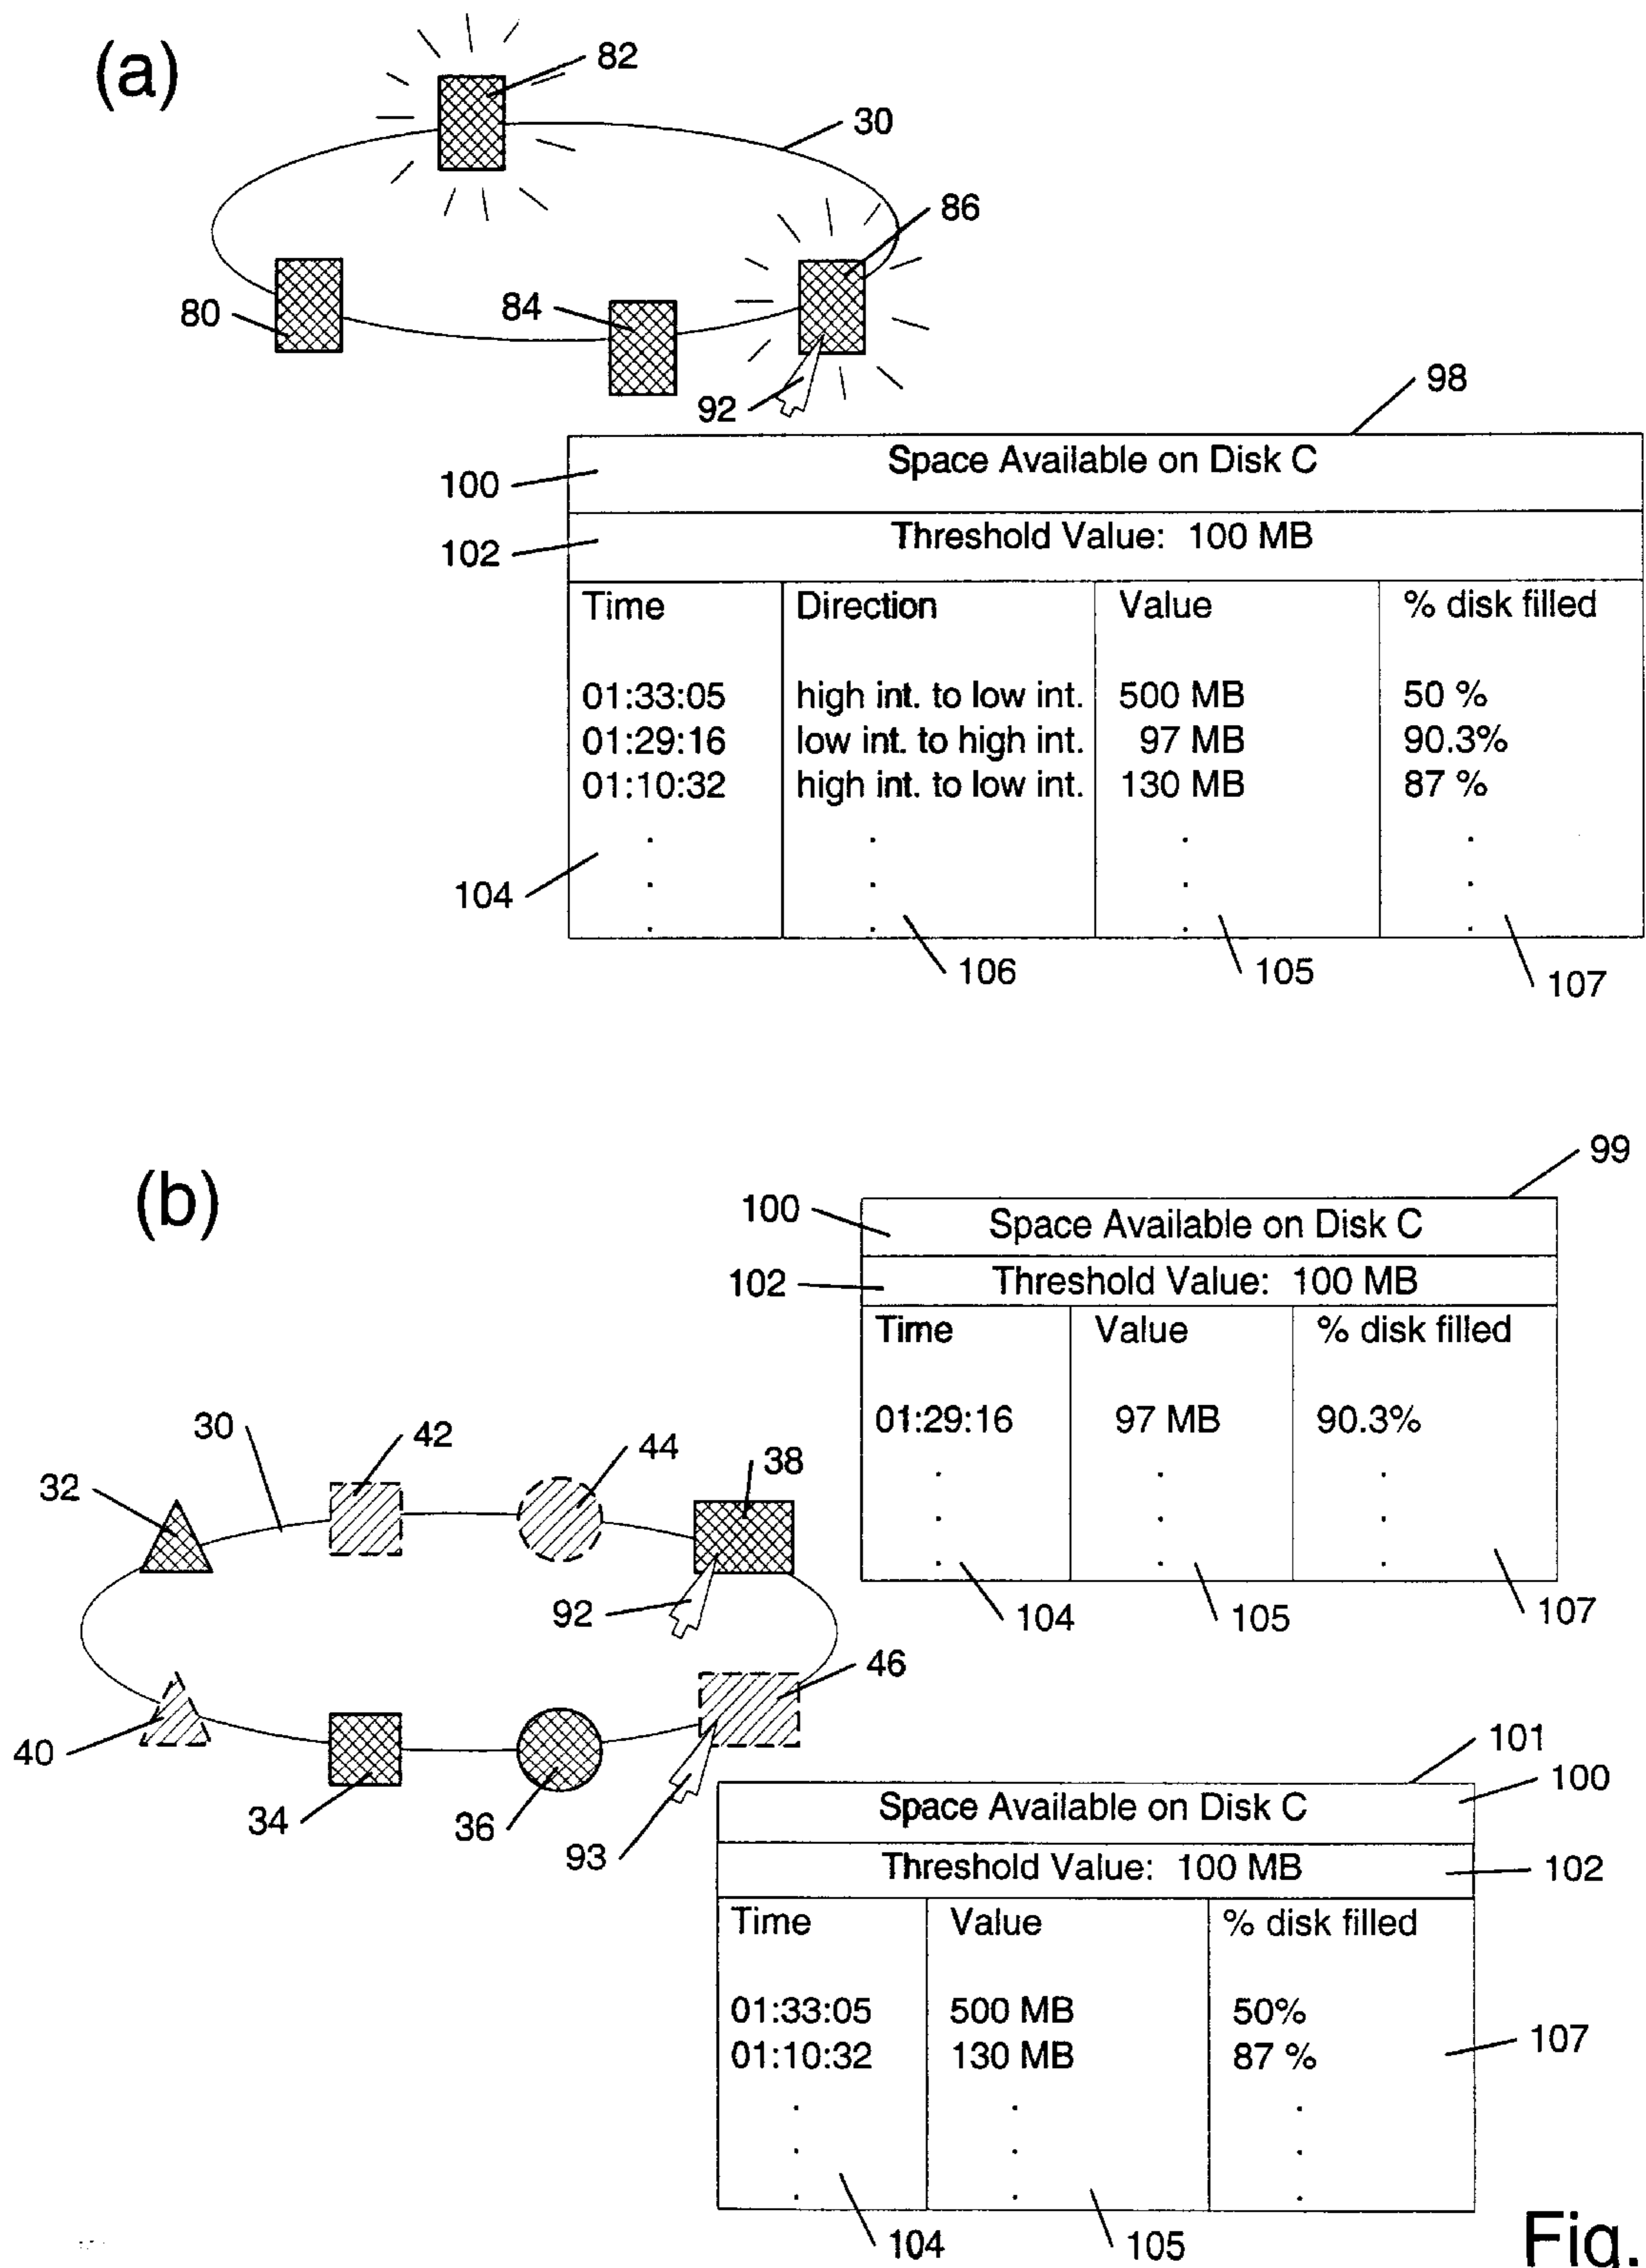 (a)
82
30
86
80
84
92
98
100
Space Available on Disk C
102
Threshold Value: 100 MB
Time Direction Value % disk filled
01:33:05 high int. to low int. 500 MB 50 %
01:29:16 low int. to high int. 97 MB 90.3%
01:10:32 high int. to low int. 130 MB 87 %
. . . .
104 . . . .
. . . .
106 105 107
(b)
99
100 Space Available on Disk C
102 Threshold Value: 100 MB
Time Value % disk filled
01:29:16 97 MB 90.3%
. . .
. . .
. . .
104 105 107
30 42 44 38
32
92
46
40
34 36 93
101
100
Space Available on Disk C
Threshold Value: 100 MB 102
Time Value % disk filled
01:33:05 500 MB 50%
01:10:32 130 MB 87 %
107
. . .
. . .
. . .
104 105
Fig.